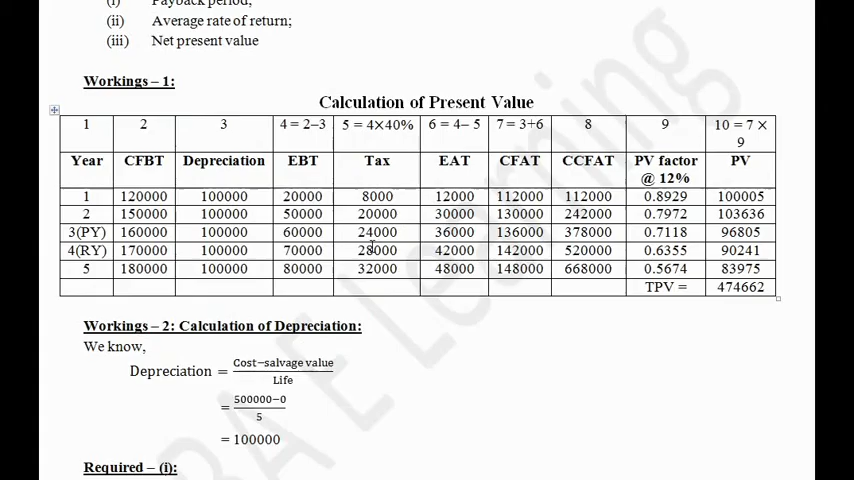 (i) Payback period;
(ii) Average rate of return;
(iii) Net present value
Workings – 1:
Calculation of Present Value
1 2 3 4 = 2–3 5 = 4×40% 6 = 4– 5 7 = 3+6 8 9 10 = 7 × 9
Year CFBT Depreciation EBT Tax EAT CFAT CCFAT PV factor @ 12% PV
1 120000 100000 20000 8000 12000 112000 112000 0.8929 100005
2 150000 100000 50000 20000 30000 130000 242000 0.7972 103636
3(PY) 160000 100000 60000 24000 36000 136000 378000 0.7118 96805
4(RY) 170000 100000 70000 28000 42000 142000 520000 0.6355 90241
5 180000 100000 80000 32000 48000 148000 668000 0.5674 83975
TPV = 474662
Workings – 2: Calculation of Depreciation:
We know,
Depreciation = Cost−salvage value / Life
= 500000−0 / 5
= 100000
Required – (i):
BA E Learning